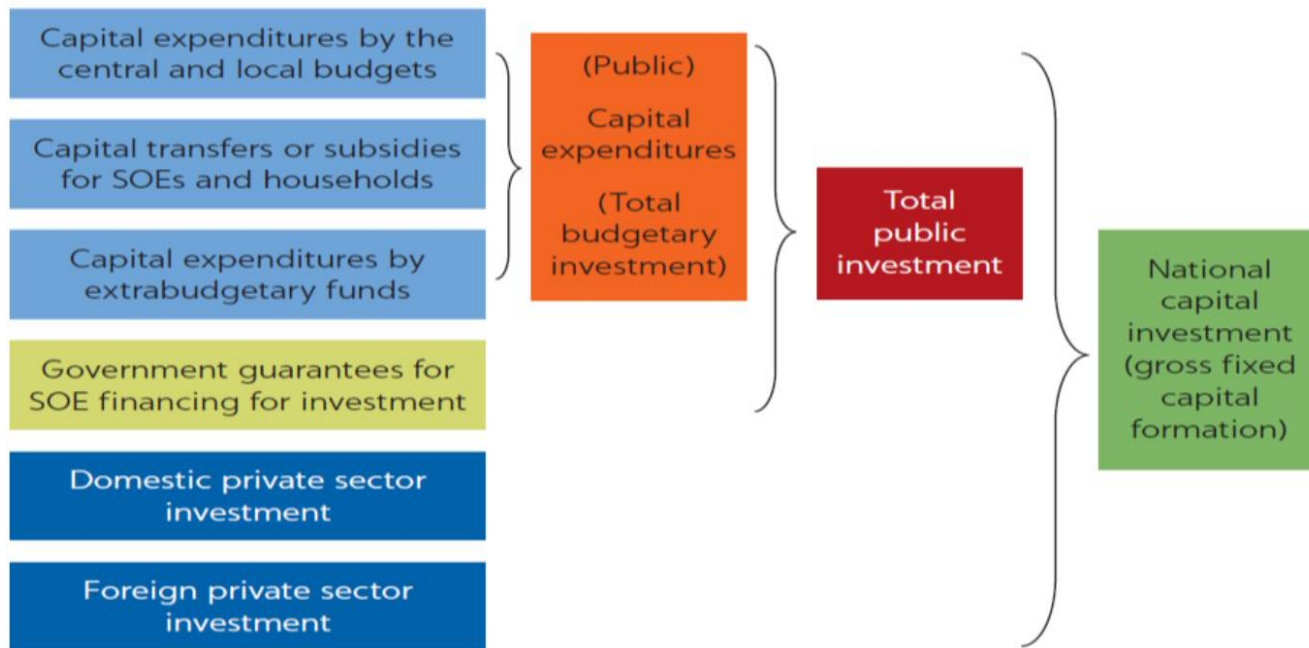 Capital expenditures by the
central and local budgets
Capital transfers or subsidies
for SOEs and households
Capital expenditures by
extrabudgetary funds
Government guarantees for
SOE financing for investment
Domestic private sector
investment
Foreign private sector
investment
(Public)
Capital
expenditures
(Total
budgetary
investment)
Total
public
investment
National
capital
investment
(gross fixed
capital
formation)